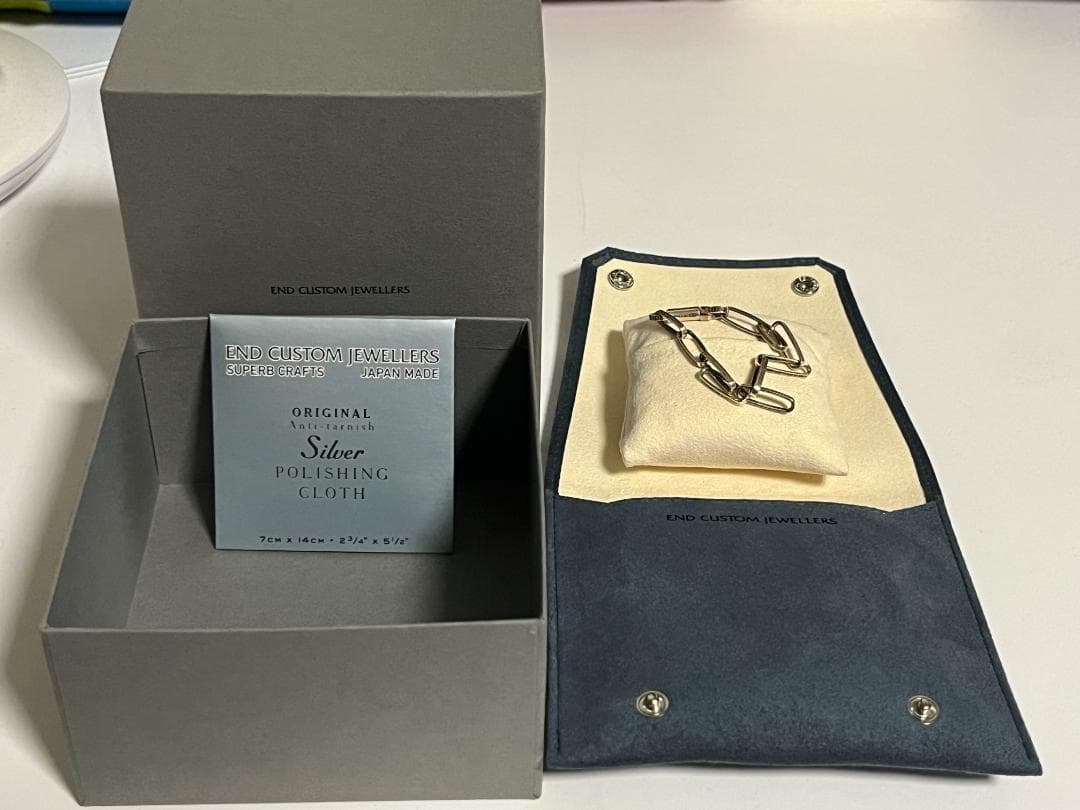 END CUSTOM JEWELLERS
END CUSTOM JEWELLERS
SUPERB CRAFTS JAPAN MADE
ORIGINAL
Anti-tarnish
Silver
POLISHING
CLOTH
7CM X 14CM • 2 3/4" X 5 1/2"
END CUSTOM JEWELLERS